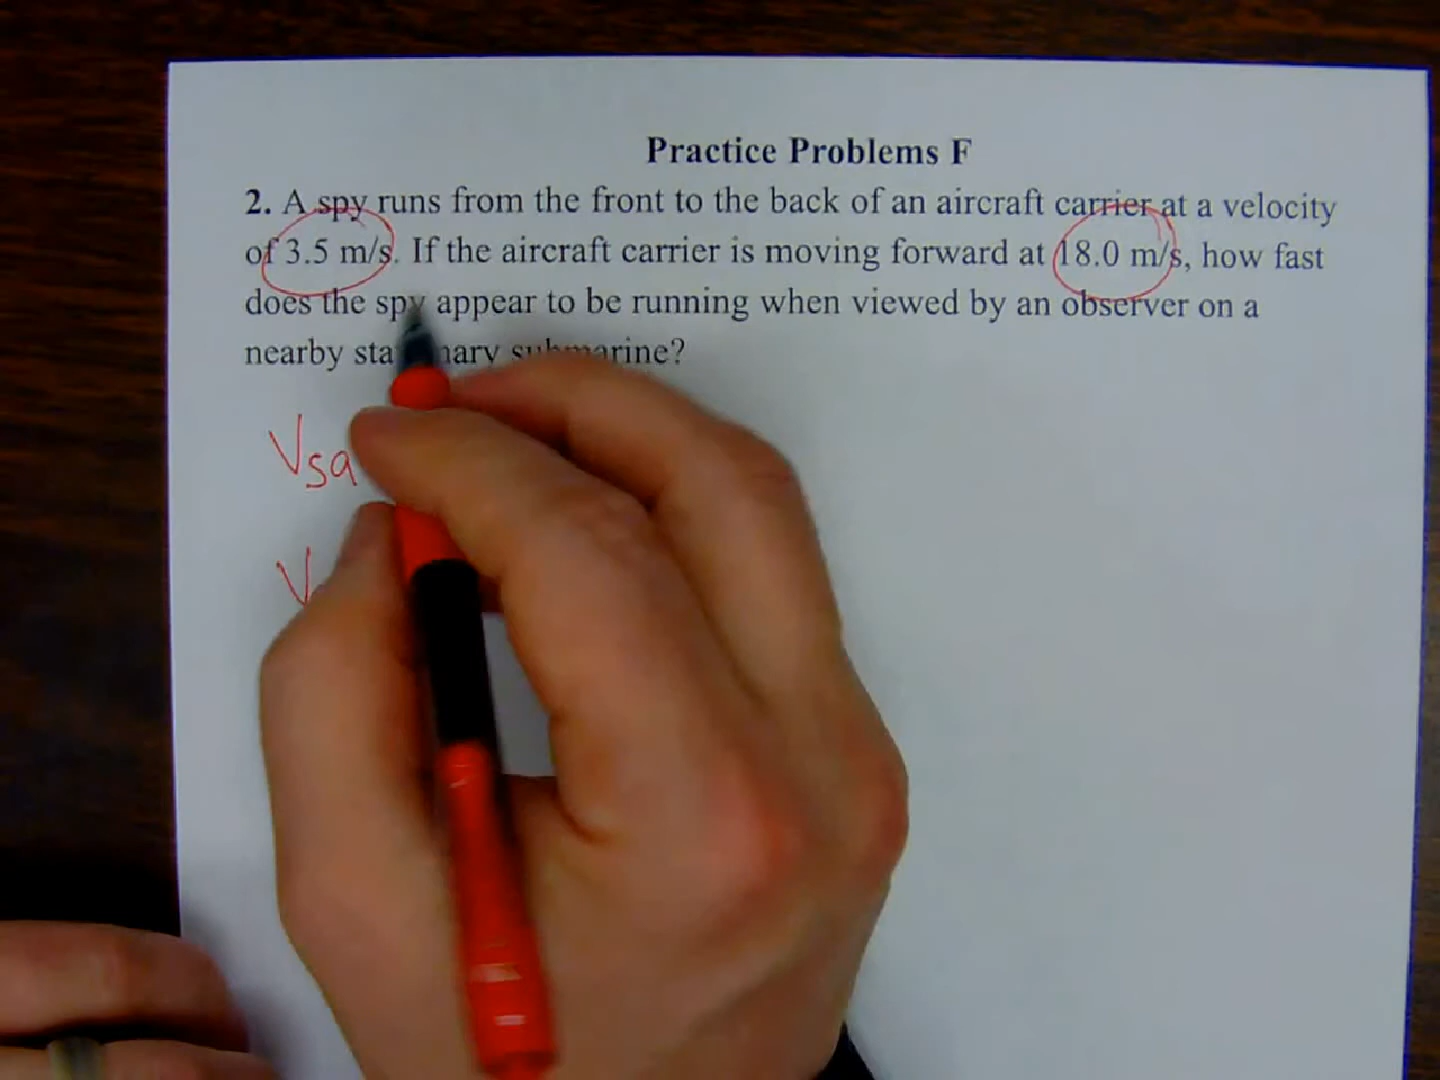 Practice Problems F
2. A spy runs from the front to the back of an aircraft carrier at a velocity
of 3.5 m/s. If the aircraft carrier is moving forward at 18.0 m/s, how fast
does the spy appear to be running when viewed by an observer on a
nearby submarine?
Vsa
V